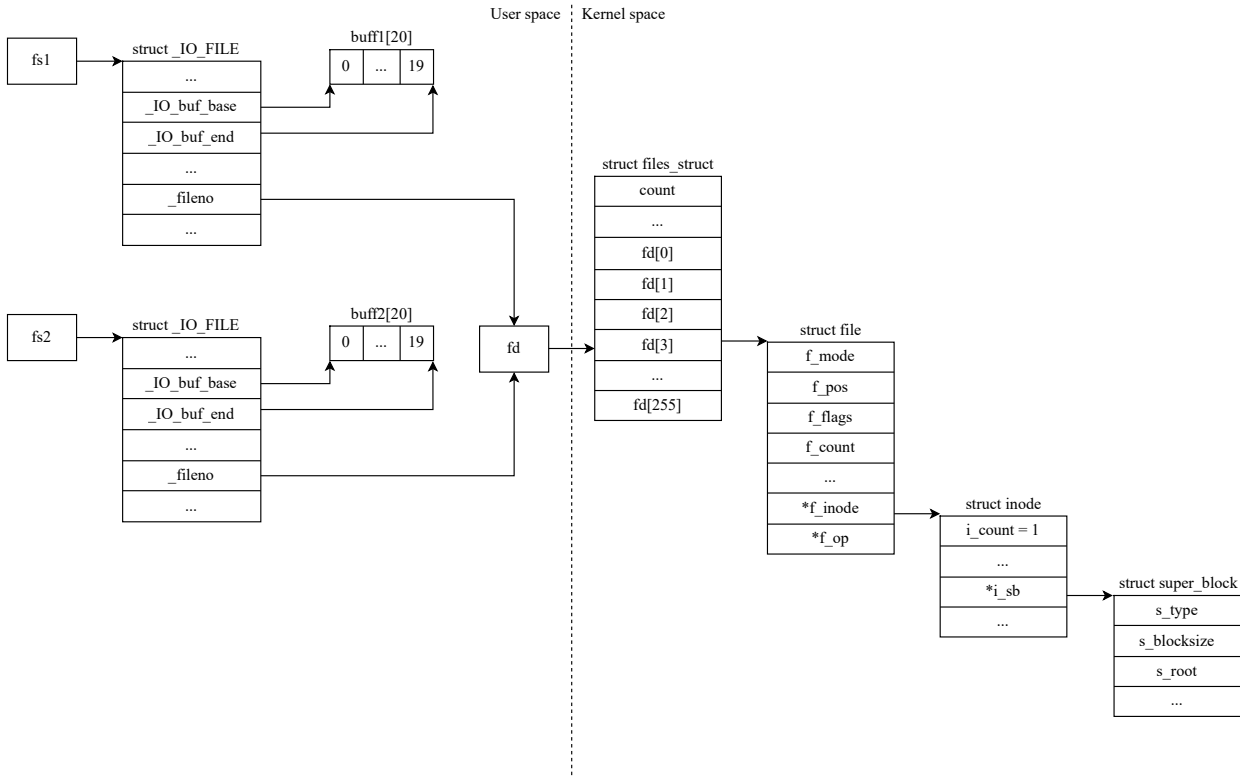 User space
Kernel space
fs1
struct _IO_FILE
...
_IO_buf_base
_IO_buf_end
...
_fileno
...
buff1[20]
0 ... 19
fs2
struct _IO_FILE
...
_IO_buf_base
_IO_buf_end
...
_fileno
...
buff2[20]
0 ... 19
fd
struct files_struct
count
...
fd[0]
fd[1]
fd[2]
fd[3]
...
fd[255]
struct file
f_mode
f_pos
f_flags
f_count
...
*f_inode
*f_op
struct inode
i_count = 1
...
*i_sb
...
struct super_block
s_type
s_blocksize
s_root
...